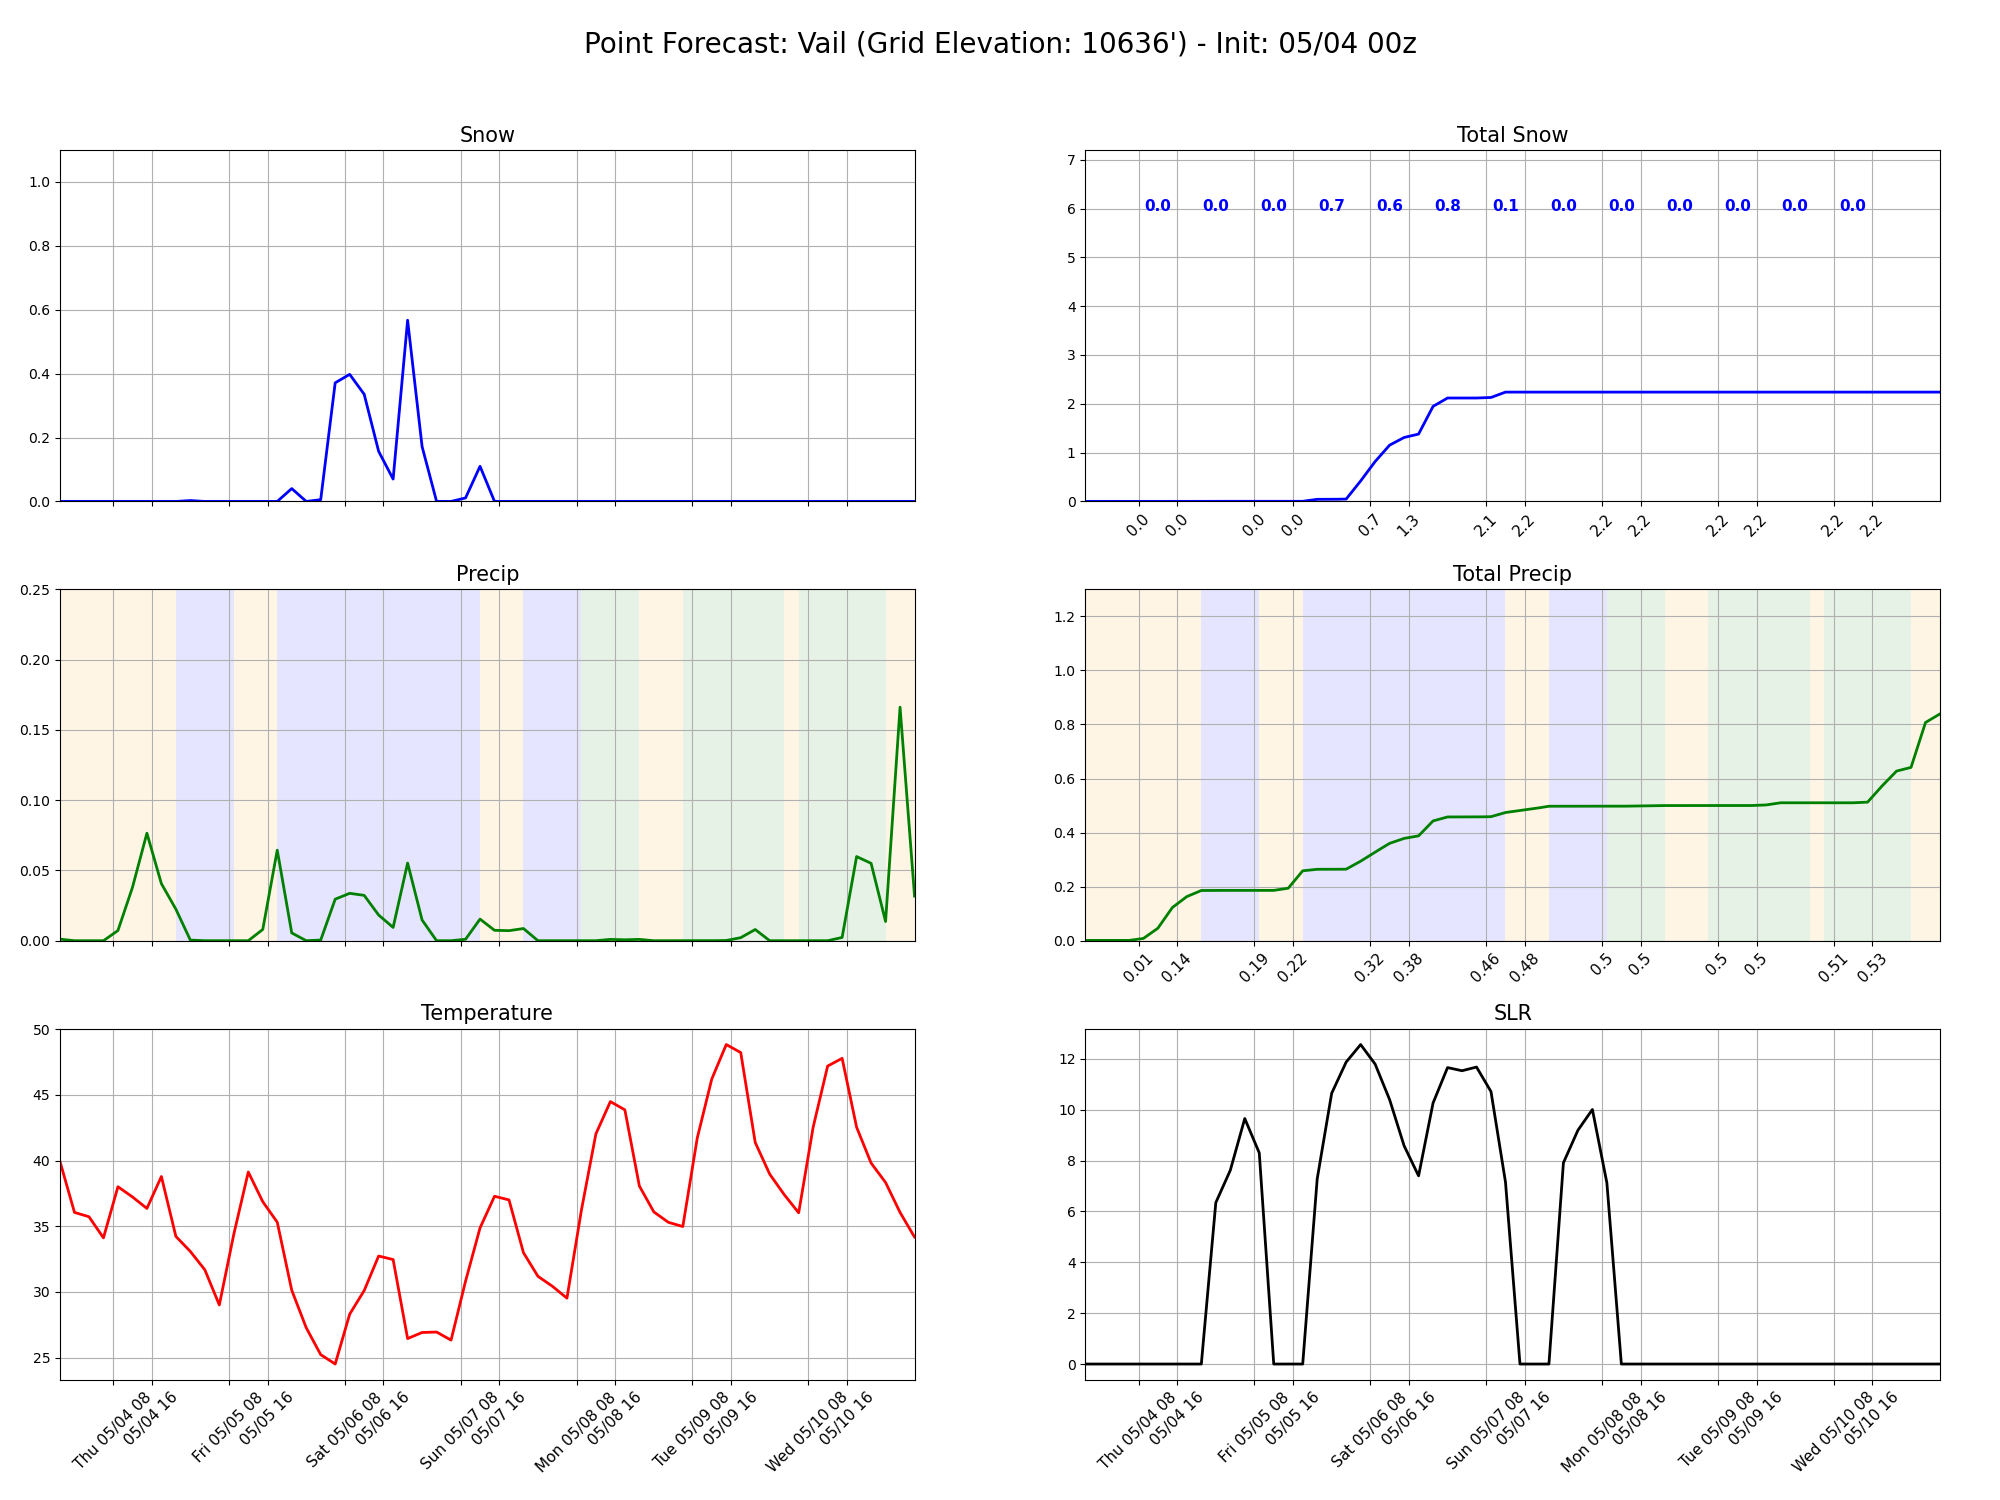 Point Forecast: Vail (Grid Elevation: 10636') - Init: 05/04 00z
Snow
1.0
0.8
0.6
0.4
0.2
0.0
Total Snow
7
6
5
4
3
2
1
0
0.0 0.0 0.0 0.7 0.6 0.8 0.1 0.0 0.0 0.0 0.0 0.0 0.0
0.0 0.0 0.0 0.0 0.7 1.3 2.1 2.2 2.2 2.2 2.2 2.2 2.2 2.2
Precip
0.25
0.20
0.15
0.10
0.05
0.00
Total Precip
1.2
1.0
0.8
0.6
0.4
0.2
0.0
0.01 0.14 0.19 0.22 0.32 0.38 0.46 0.48 0.5 0.5 0.5 0.5 0.51 0.53
Temperature
50
45
40
35
30
25
Thu 05/04 08
05/04 16
Fri 05/05 08
05/05 16
Sat 05/06 08
05/06 16
Sun 05/07 08
05/07 16
Mon 05/08 08
05/08 16
Tue 05/09 08
05/09 16
Wed 05/10 08
05/10 16
SLR
12
10
8
6
4
2
0
Thu 05/04 08
05/04 16
Fri 05/05 08
05/05 16
Sat 05/06 08
05/06 16
Sun 05/07 08
05/07 16
Mon 05/08 08
05/08 16
Tue 05/09 08
05/09 16
Wed 05/10 08
05/10 16